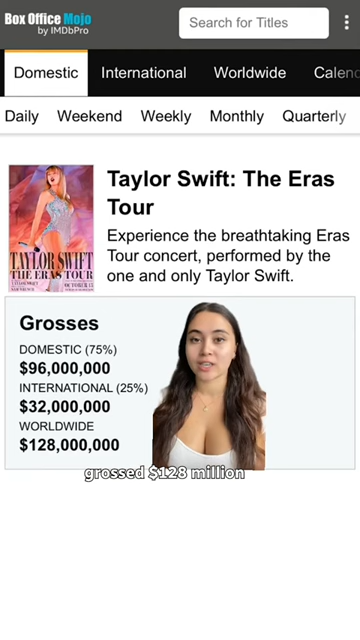 Box Office Mojo
by IMDbPro
Search for Titles
Domestic International Worldwide Calend
Daily Weekend Weekly Monthly Quarterly
Taylor Swift: The Eras
Tour
Experience the breathtaking Eras
Tour concert, performed by the
one and only Taylor Swift.
TAYLOR SWIFT
THE ERAS TOUR
OCTOBER 13
Grosses
DOMESTIC (75%)
$96,000,000
INTERNATIONAL (25%)
$32,000,000
WORLDWIDE
$128,000,000
grossed $128 million